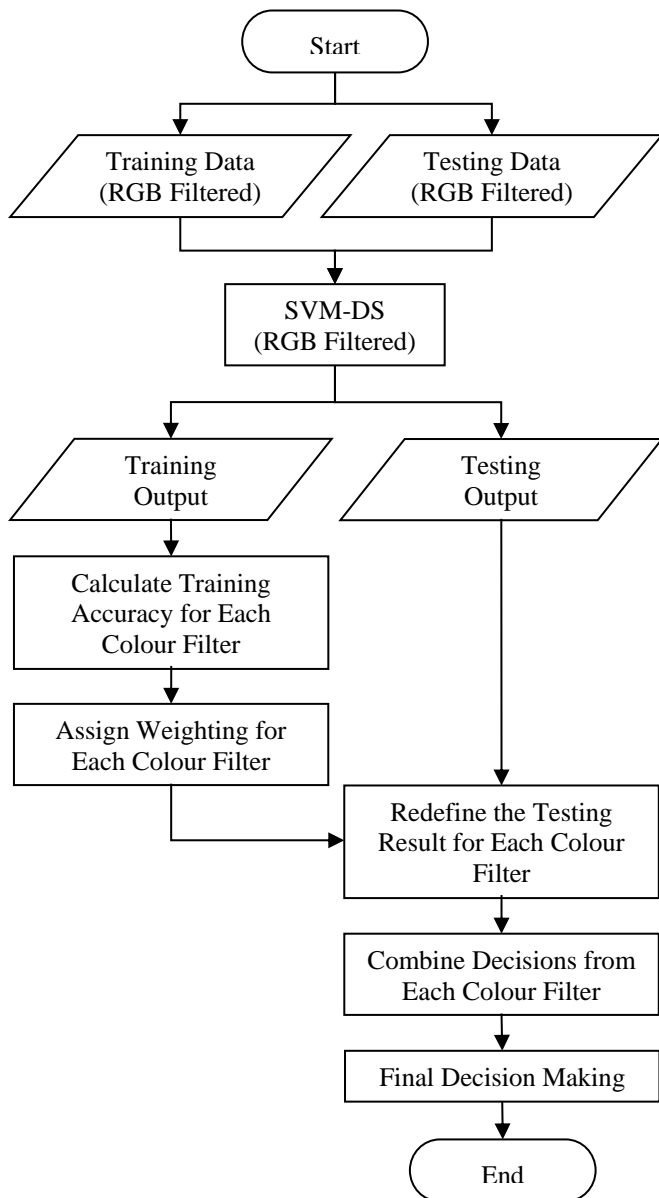 Start
Training Data
(RGB Filtered)
Testing Data
(RGB Filtered)
SVM-DS
(RGB Filtered)
Training
Output
Testing
Output
Calculate Training
Accuracy for Each
Colour Filter
Assign Weighting for
Each Colour Filter
Redefine the Testing
Result for Each Colour
Filter
Combine Decisions from
Each Colour Filter
Final Decision Making
End